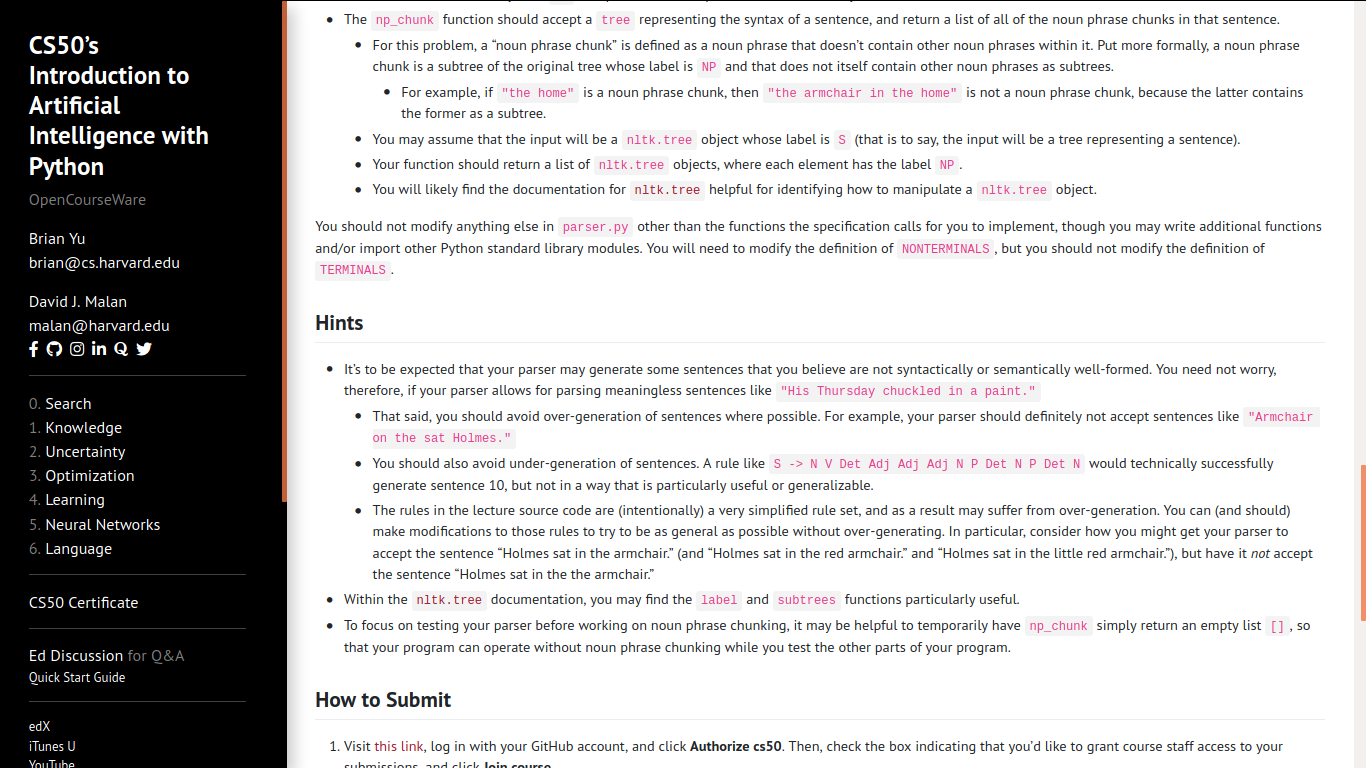 CS50’s
Introduction to
Artificial
Intelligence with
Python
OpenCourseWare
Brian Yu
brian@cs.harvard.edu
David J. Malan
malan@harvard.edu
0. Search
1. Knowledge
2. Uncertainty
3. Optimization
4. Learning
5. Neural Networks
6. Language
CS50 Certificate
Ed Discussion for Q&A
Quick Start Guide
edX
iTunes U
YouTube
The np_chunk function should accept a tree representing the syntax of a sentence, and return a list of all of the noun phrase chunks in that sentence.
For this problem, a “noun phrase chunk” is defined as a noun phrase that doesn’t contain other noun phrases within it. Put more formally, a noun phrase
chunk is a subtree of the original tree whose label is NP and that does not itself contain other noun phrases as subtrees.
For example, if "the home" is a noun phrase chunk, then "the armchair in the home" is not a noun phrase chunk, because the latter contains
the former as a subtree.
You may assume that the input will be a nltk.tree object whose label is S (that is to say, the input will be a tree representing a sentence).
Your function should return a list of nltk.tree objects, where each element has the label NP.
You will likely find the documentation for nltk.tree helpful for identifying how to manipulate a nltk.tree object.
You should not modify anything else in parser.py other than the functions the specification calls for you to implement, though you may write additional functions
and/or import other Python standard library modules. You will need to modify the definition of NONTERMINALS, but you should not modify the definition of
TERMINALS.
Hints
It’s to be expected that your parser may generate some sentences that you believe are not syntactically or semantically well-formed. You need not worry,
therefore, if your parser allows for parsing meaningless sentences like "His Thursday chuckled in a paint."
That said, you should avoid over-generation of sentences where possible. For example, your parser should definitely not accept sentences like "Armchair
on the sat Holmes."
You should also avoid under-generation of sentences. A rule like S -> N V Det Adj Adj Adj N P Det N P Det N would technically successfully
generate sentence 10, but not in a way that is particularly useful or generalizable.
The rules in the lecture source code are (intentionally) a very simplified rule set, and as a result may suffer from over-generation. You can (and should)
make modifications to those rules to try to be as general as possible without over-generating. In particular, consider how you might get your parser to
accept the sentence “Holmes sat in the armchair.” (and “Holmes sat in the red armchair.” and “Holmes sat in the little red armchair.”), but have it not accept
the sentence “Holmes sat in the the armchair.”
Within the nltk.tree documentation, you may find the label and subtrees functions particularly useful.
To focus on testing your parser before working on noun phrase chunking, it may be helpful to temporarily have np_chunk simply return an empty list [], so
that your program can operate without noun phrase chunking while you test the other parts of your program.
How to Submit
1. Visit this link, log in with your GitHub account, and click Authorize cs50. Then, check the box indicating that you’d like to grant course staff access to your
submissions, and click Join course.